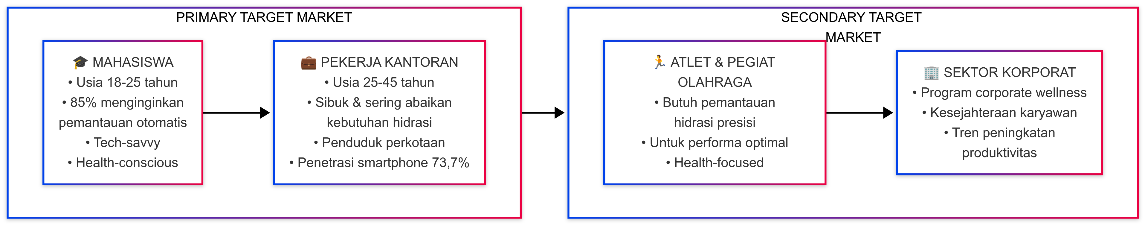 PRIMARY TARGET MARKET
🎓 MAHASISWA
• Usia 18-25 tahun
• 85% menginginkan
pemantauan otomatis
• Tech-savvy
• Health-conscious
💼 PEKERJA KANTORAN
• Usia 25-45 tahun
• Sibuk & sering abaikan
kebutuhan hidrasi
• Penduduk perkotaan
• Penetrasi smartphone 73,7%
SECONDARY TARGET
MARKET
🏃 ATLET & PEGIAT
OLAHRAGA
• Butuh pemantauan
hidrasi presisi
• Untuk performa optimal
• Health-focused
🏢 SEKTOR KORPORAT
• Program corporate wellness
• Kesejahteraan karyawan
• Tren peningkatan
produktivitas